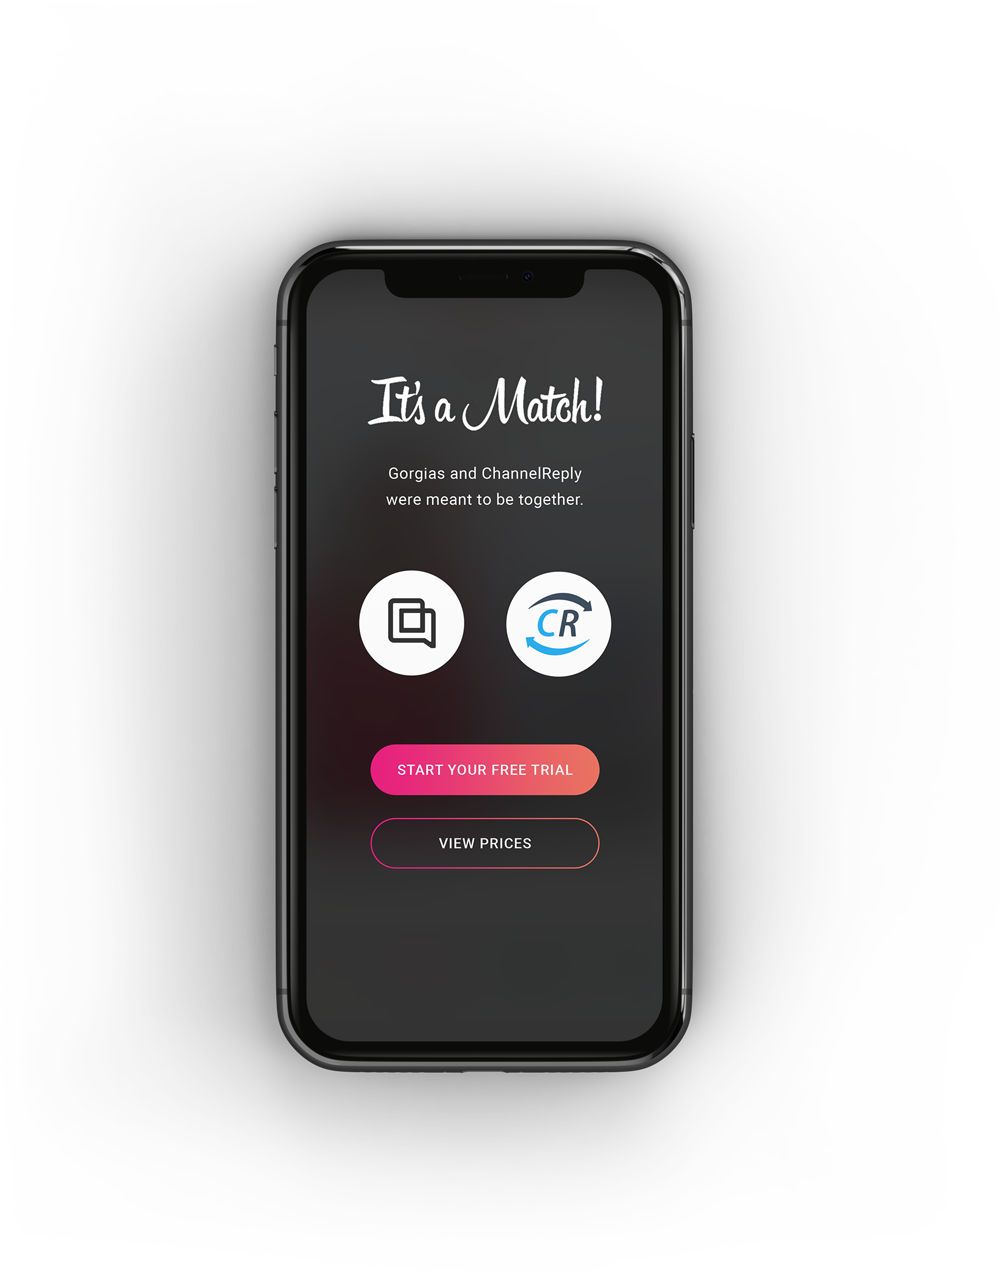 It's a Match!
Gorgias and ChannelReply
were meant to be together.
CR
START YOUR FREE TRIAL
VIEW PRICES